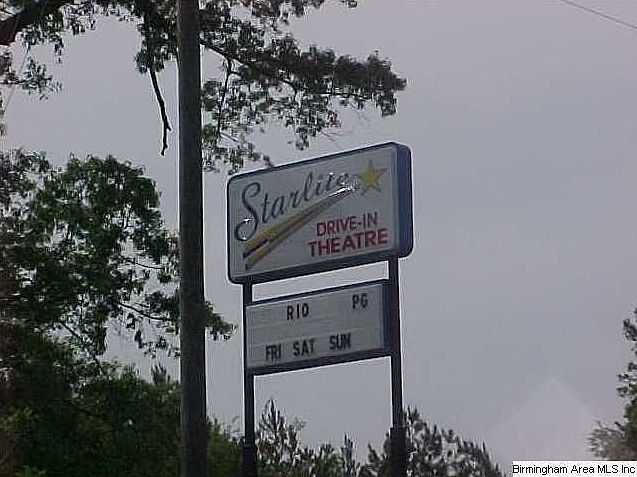 Starlite
DRIVE-IN
THEATRE
RIO PG
FRI SAT SUN
Birmingham Area MLS Inc